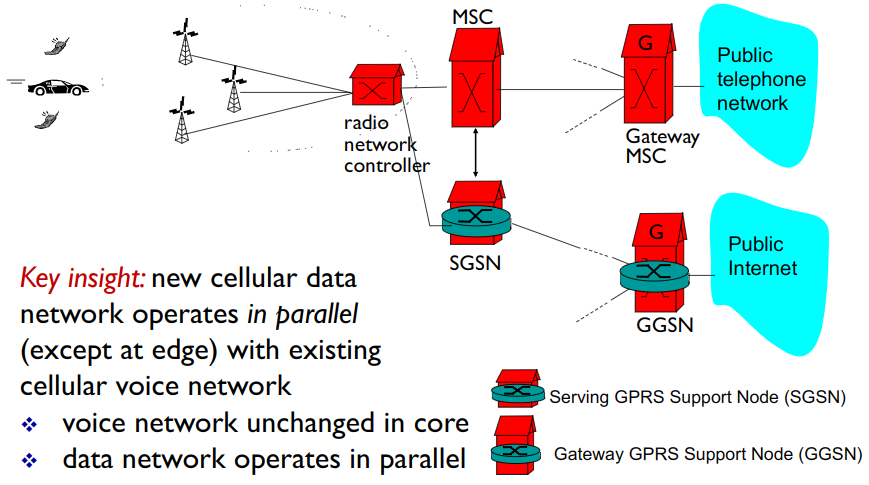 MSC
G
Public
telephone
network
radio
network
controller
Gateway
MSC
SGSN
G
Public
Internet
GGSN
Key insight: new cellular data
network operates in parallel
(except at edge) with existing
cellular voice network
❖ voice network unchanged in core
❖ data network operates in parallel
Serving GPRS Support Node (SGSN)
Gateway GPRS Support Node (GGSN)